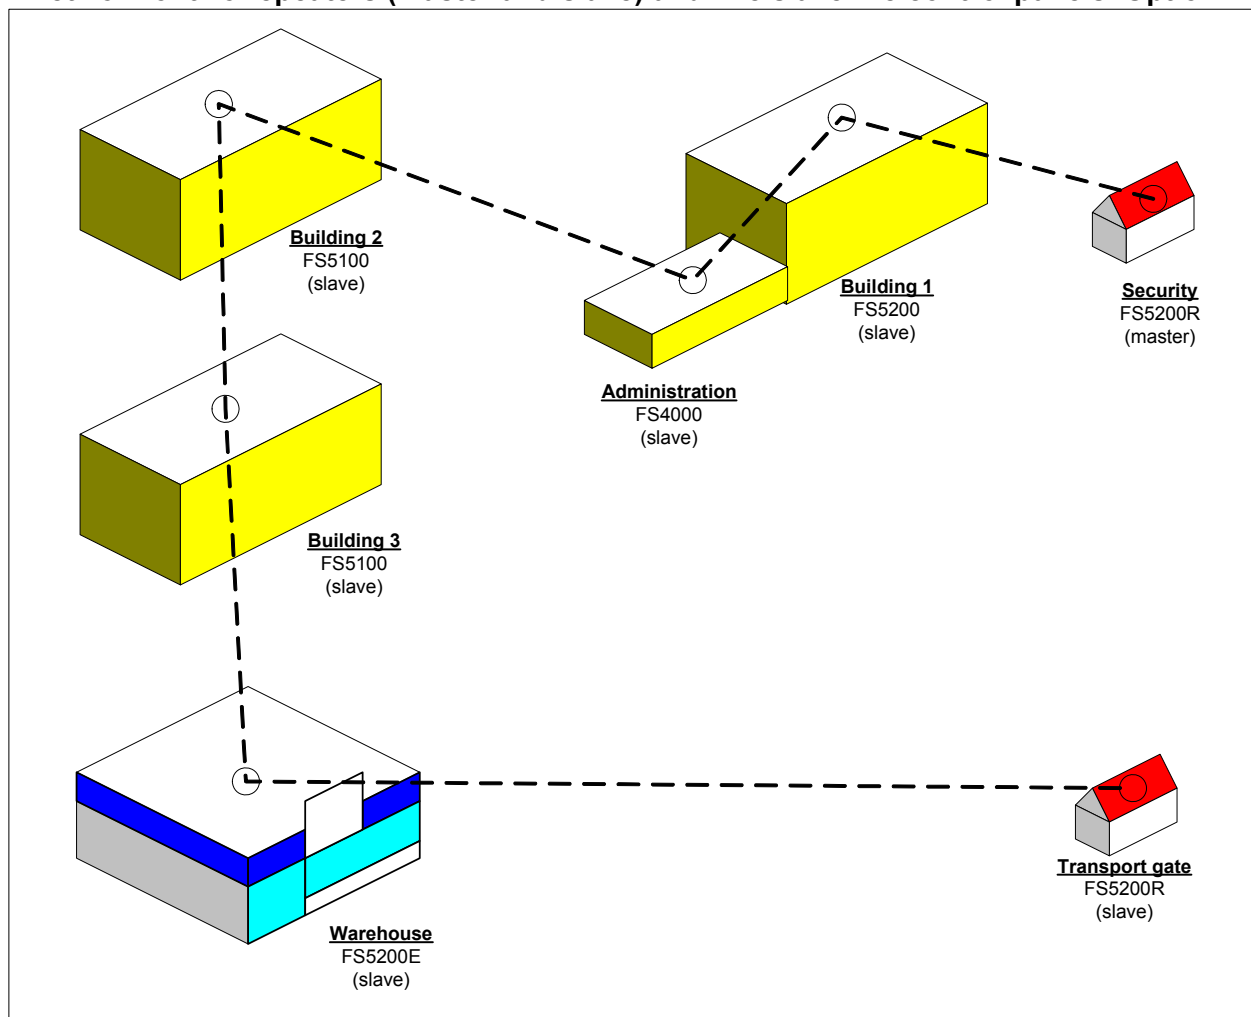 Building 2
FS5100
(slave)
Building 1
FS5200
(slave)
Security
FS5200R
(master)
Administration
FS4000
(slave)
Building 3
FS5100
(slave)
Transport gate
FS5200R
(slave)
Warehouse
FS5200E
(slave)